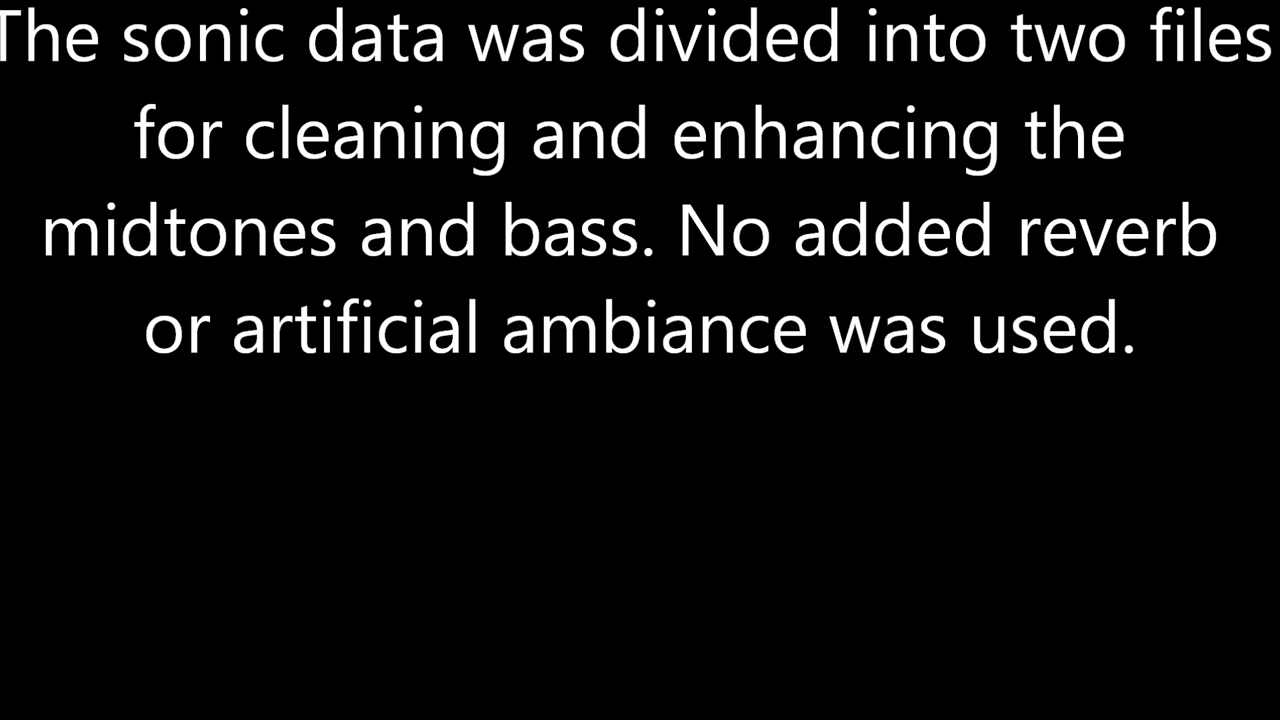 The sonic data was divided into two files
for cleaning and enhancing the
midtones and bass. No added reverb
or artificial ambiance was used.